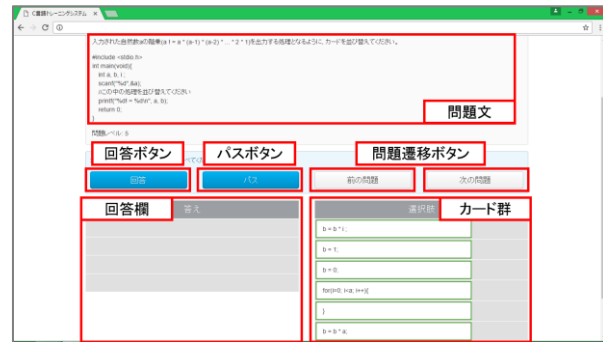 C言語トレーニングシステム
入力された自然数aの階乗(a ! = a * (a-1) * (a-2) * ... * 2 * 1)を出力する処理となるように、カードを並び替えてください。
#include <stdio.h>
int main(void){
int a, b, i ;
scanf("%d",&a);
//この中の処理を並び替えてください
printf("%d! = %d\n", a, b);
return 0;
}
問題文
問題レベル: 5
回答ボタン
パスボタン
問題遷移ボタン
回答
パス
前の問題
次の問題
回答欄
答え
選択肢
カード群
b = b * i ;
b = 1;
b = 0;
for(i=0; i<a; i++){
}
b = b * a;